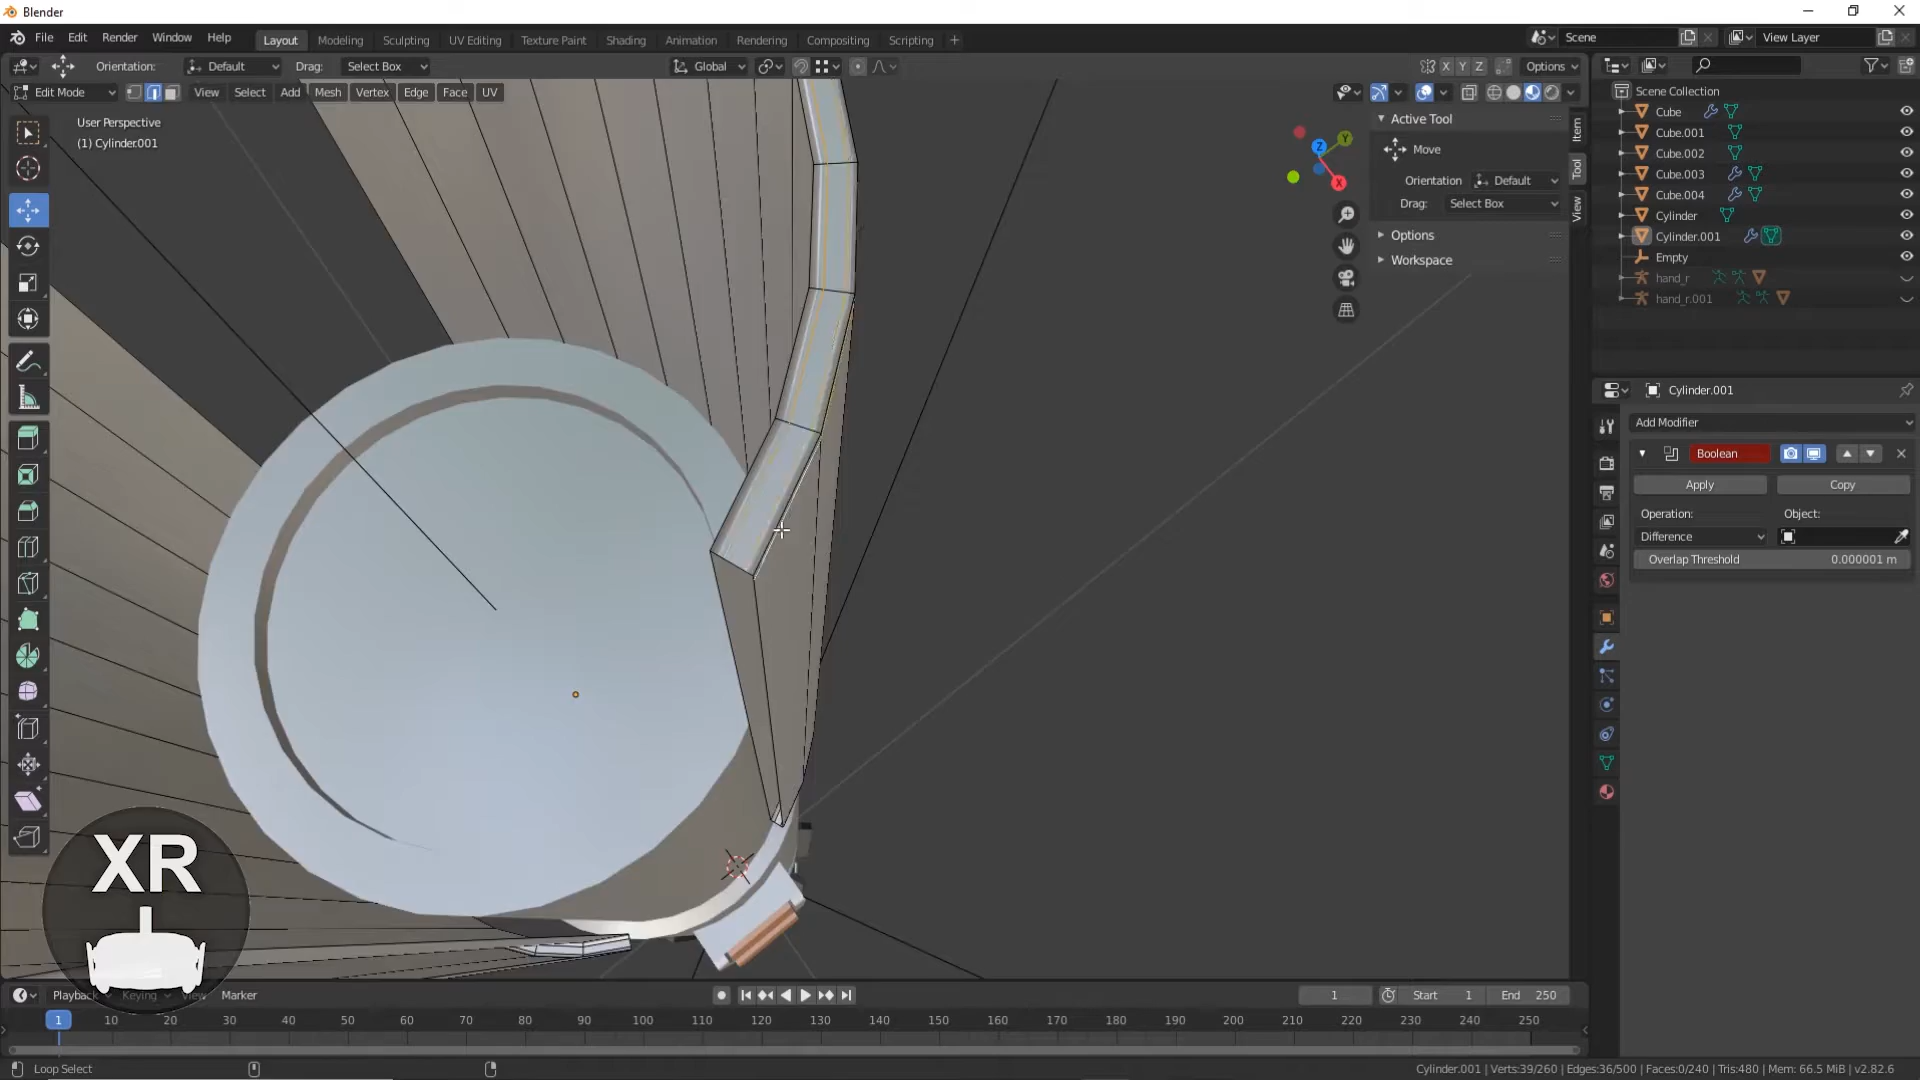 Blender
File Edit Render Window Help
Layout Modeling Sculpting UV Editing Texture Paint Shading Animation Rendering Compositing Scripting +
Scene
View Layer
Orientation: Default Drag: Select Box
Global
X Y Z
Options
Edit Mode View Select Add Mesh Vertex Edge Face UV
User Perspective
(1) Cylinder.001
Z Y X
Active Tool
Move
Orientation Default
Drag: Select Box
Options
Workspace
Item
Tool
View
Scene Collection
Cube
Cube.001
Cube.002
Cube.003
Cube.004
Cylinder
Cylinder.001
Empty
hand_r
hand_r.001
Cylinder.001
Add Modifier
Boolean
Apply Copy
Operation: Object:
Difference
Overlap Threshold 0.000001 m
XR
Playback Keying View Marker
1 Start 1 End 250
1 10 20 30 40 50 60 70 80 90 100 110 120 130 140 150 160 170 180 190 200 210 220 230 240 250
Loop Select
Cylinder.001 | Verts:39/260 | Edges:36/500 | Faces:0/240 | Tris:480 | Mem: 66.5 MiB | v2.82.6